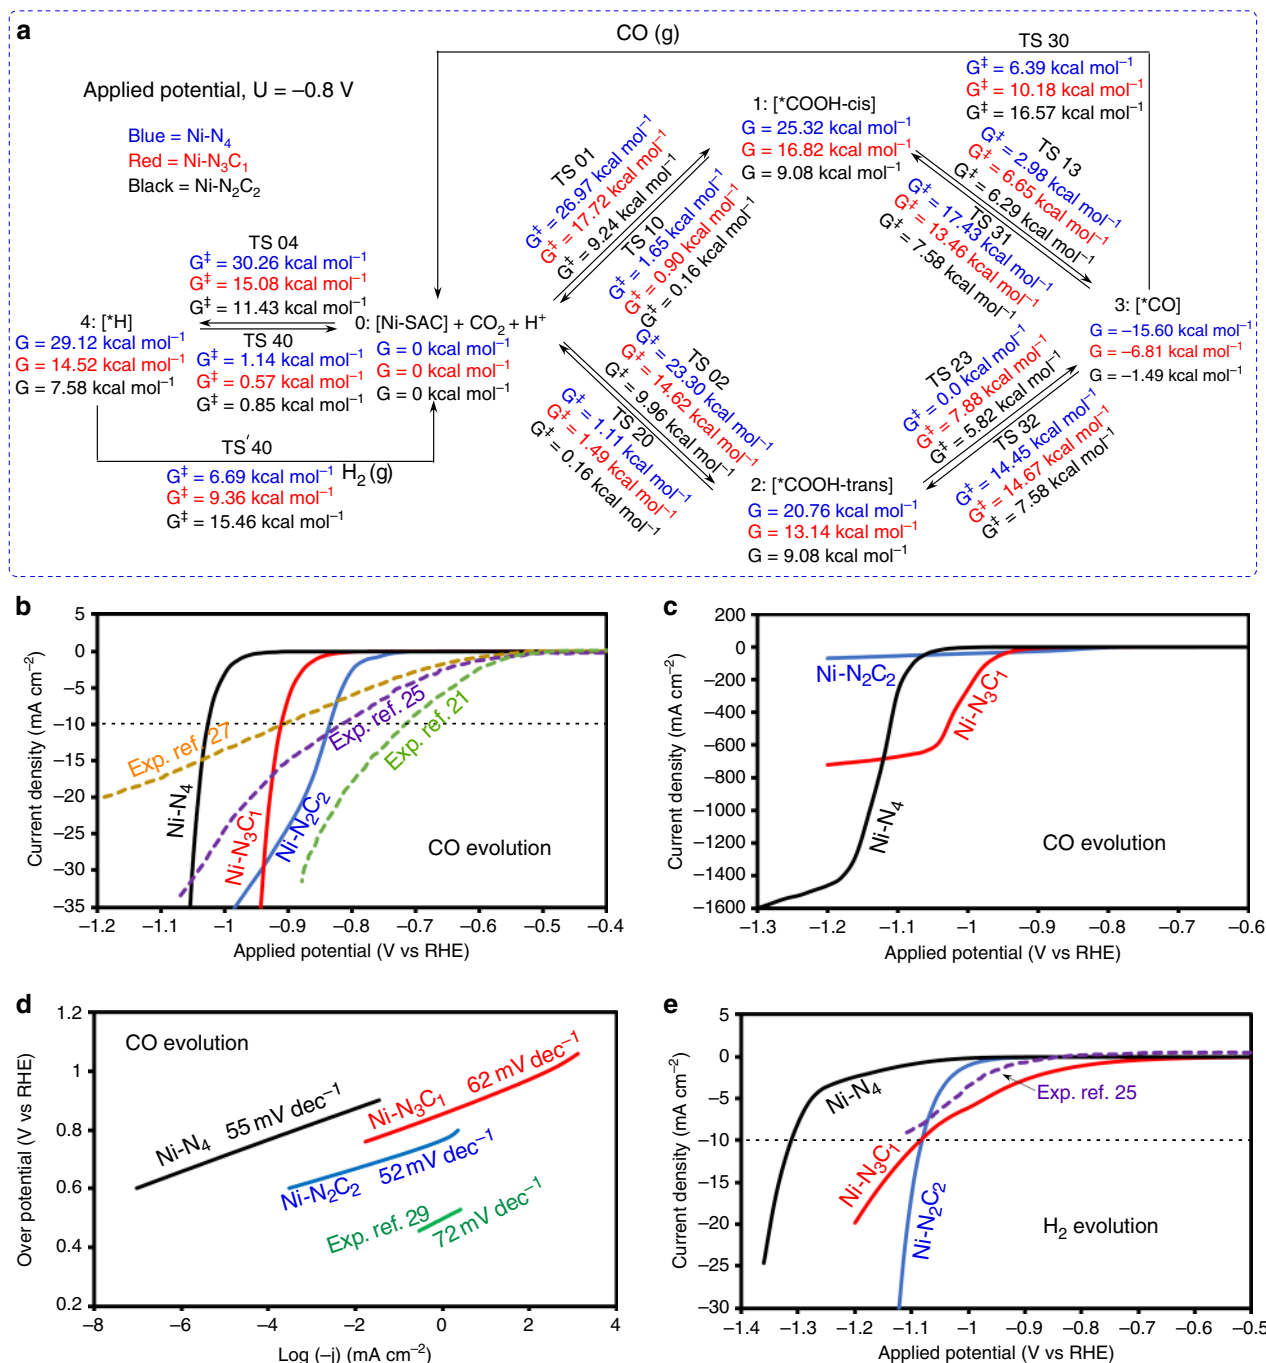 a
CO (g)
TS 30
G‡ = 6.39 kcal mol⁻¹
G‡ = 10.18 kcal mol⁻¹
G‡ = 16.57 kcal mol⁻¹
Applied potential, U = –0.8 V
Blue = Ni-N₄
Red = Ni-N₃C₁
Black = Ni-N₂C₂
1: [*COOH-cis]
G = 25.32 kcal mol⁻¹
G = 16.82 kcal mol⁻¹
G = 9.08 kcal mol⁻¹
TS 01
G‡ = 26.97 kcal mol⁻¹
G‡ = 17.72 kcal mol⁻¹
G‡ = 9.24 kcal mol⁻¹
TS 10
G‡ = 1.65 kcal mol⁻¹
G‡ = 0.90 kcal mol⁻¹
G‡ = 0.16 kcal mol⁻¹
TS 13
G‡ = 2.98 kcal mol⁻¹
G‡ = 6.65 kcal mol⁻¹
G‡ = 6.29 kcal mol⁻¹
TS 31
G‡ = 17.43 kcal mol⁻¹
G‡ = 13.46 kcal mol⁻¹
G‡ = 7.58 kcal mol⁻¹
TS 04
G‡ = 30.26 kcal mol⁻¹
G‡ = 15.08 kcal mol⁻¹
G‡ = 11.43 kcal mol⁻¹
4: [*H]
G = 29.12 kcal mol⁻¹
G = 14.52 kcal mol⁻¹
G = 7.58 kcal mol⁻¹
TS 40
G‡ = 1.14 kcal mol⁻¹
G‡ = 0.57 kcal mol⁻¹
G‡ = 0.85 kcal mol⁻¹
0: [Ni-SAC] + CO₂ + H⁺
G = 0 kcal mol⁻¹
G = 0 kcal mol⁻¹
G = 0 kcal mol⁻¹
3: [*CO]
G = –15.60 kcal mol⁻¹
G = –6.81 kcal mol⁻¹
G = –1.49 kcal mol⁻¹
TS′40
G‡ = 6.69 kcal mol⁻¹
G‡ = 9.36 kcal mol⁻¹
G‡ = 15.46 kcal mol⁻¹
H₂ (g)
TS 02
G‡ = 23.30 kcal mol⁻¹
G‡ = 14.62 kcal mol⁻¹
G‡ = 9.96 kcal mol⁻¹
TS 20
G‡ = 1.11 kcal mol⁻¹
G‡ = 1.49 kcal mol⁻¹
G‡ = 0.16 kcal mol⁻¹
TS 23
G‡ = 0.0 kcal mol⁻¹
G‡ = 7.88 kcal mol⁻¹
G‡ = 5.82 kcal mol⁻¹
TS 32
G‡ = 14.45 kcal mol⁻¹
G‡ = 14.67 kcal mol⁻¹
G‡ = 7.58 kcal mol⁻¹
2: [*COOH-trans]
G = 20.76 kcal mol⁻¹
G = 13.14 kcal mol⁻¹
G = 9.08 kcal mol⁻¹
b
Current density (mA cm⁻²)
5
0
–5
–10
–15
–20
–25
–30
–35
Exp. ref. 27
Exp. ref. 25
Exp. ref. 21
Ni-N₄
Ni-N₃C₁
Ni-N₂C₂
CO evolution
–1.2 –1.1 –1 –0.9 –0.8 –0.7 –0.6 –0.5 –0.4
Applied potential (V vs RHE)
c
Current density (mA cm⁻²)
200
0
–200
–400
–600
–800
–1000
–1200
–1400
–1600
Ni-N₂C₂
Ni-N₃C₁
Ni-N₄
CO evolution
–1.3 –1.2 –1.1 –1.0 –0.9 –0.8 –0.7 –0.6
Applied potential (V vs RHE)
d
Over potential (V vs RHE)
1.2
1
0.8
0.6
0.4
0.2
CO evolution
Ni-N₄ 55 mV dec⁻¹
Ni-N₃C₁ 62 mV dec⁻¹
Ni-N₂C₂ 52 mV dec⁻¹
Exp. ref. 29
72 mV dec⁻¹
–8 –6 –4 –2 0 2 4
Log (–j) (mA cm⁻²)
e
Current density (mA cm⁻²)
5
0
–5
–10
–15
–20
–25
–30
Ni-N₄
Exp. ref. 25
Ni-N₃C₁
Ni-N₂C₂
H₂ evolution
–1.4 –1.3 –1.2 –1.1 –1 –0.9 –0.8 –0.7 –0.6 –0.5
Applied potential (V vs RHE)